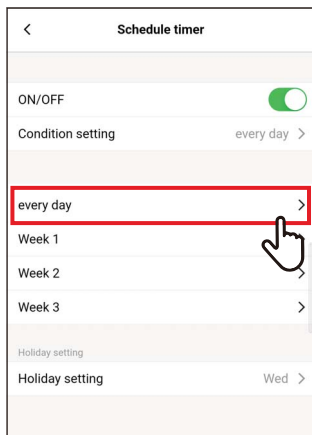 Schedule timer
ON/OFF
Condition setting every day
every day
Week 1
Week 2
Week 3
Holiday setting
Holiday setting Wed